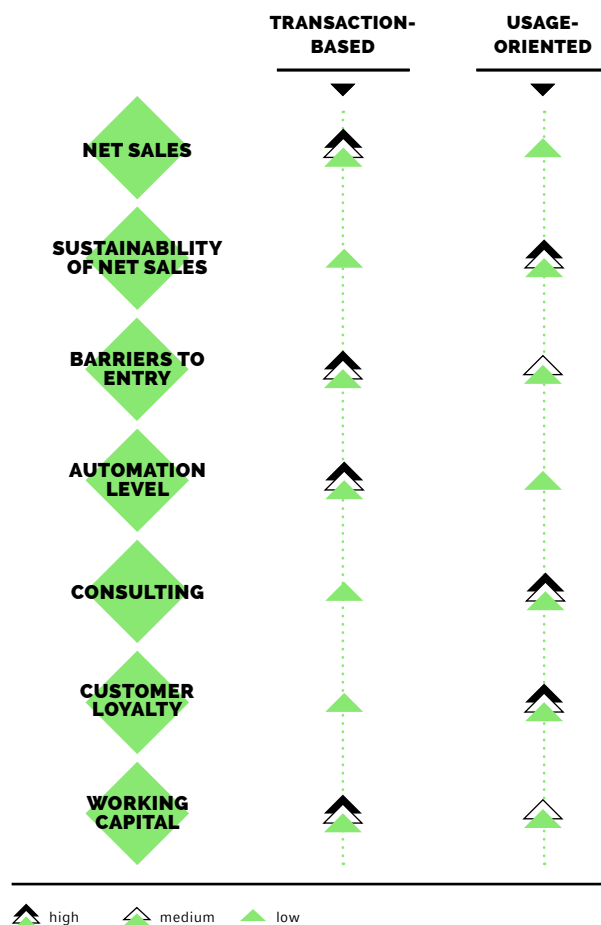 TRANSACTION-
BASED
USAGE-
ORIENTED
NET SALES
SUSTAINABILITY
OF NET SALES
BARRIERS TO
ENTRY
AUTOMATION
LEVEL
CONSULTING
CUSTOMER
LOYALTY
WORKING
CAPITAL
high medium low